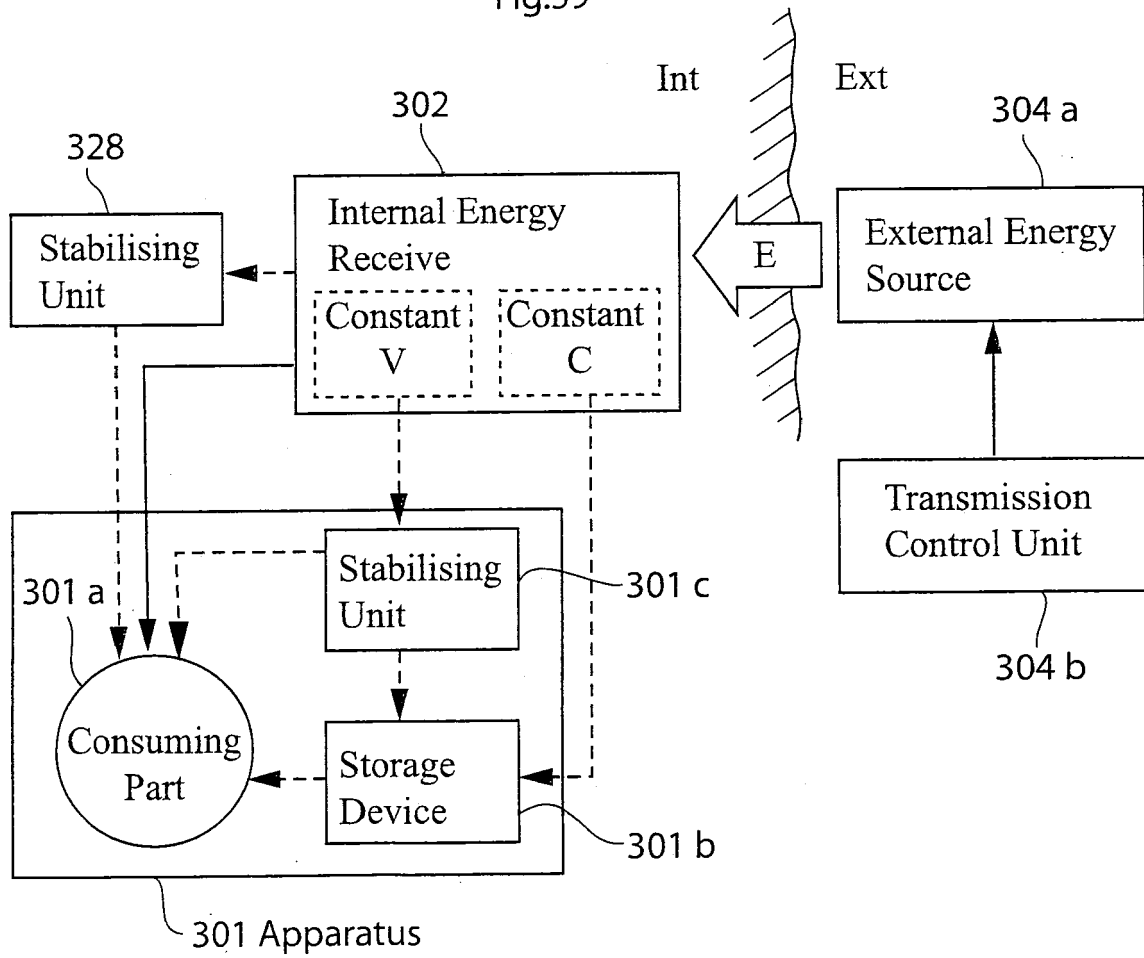 Fig.39
Int
Ext
302
304 a
328
Stabilising
Unit
Internal Energy
Receive
Constant
V
Constant
C
E
External Energy
Source
Transmission
Control Unit
304 b
301 a
Stabilising
Unit
301 c
Consuming
Part
Storage
Device
301 b
301 Apparatus